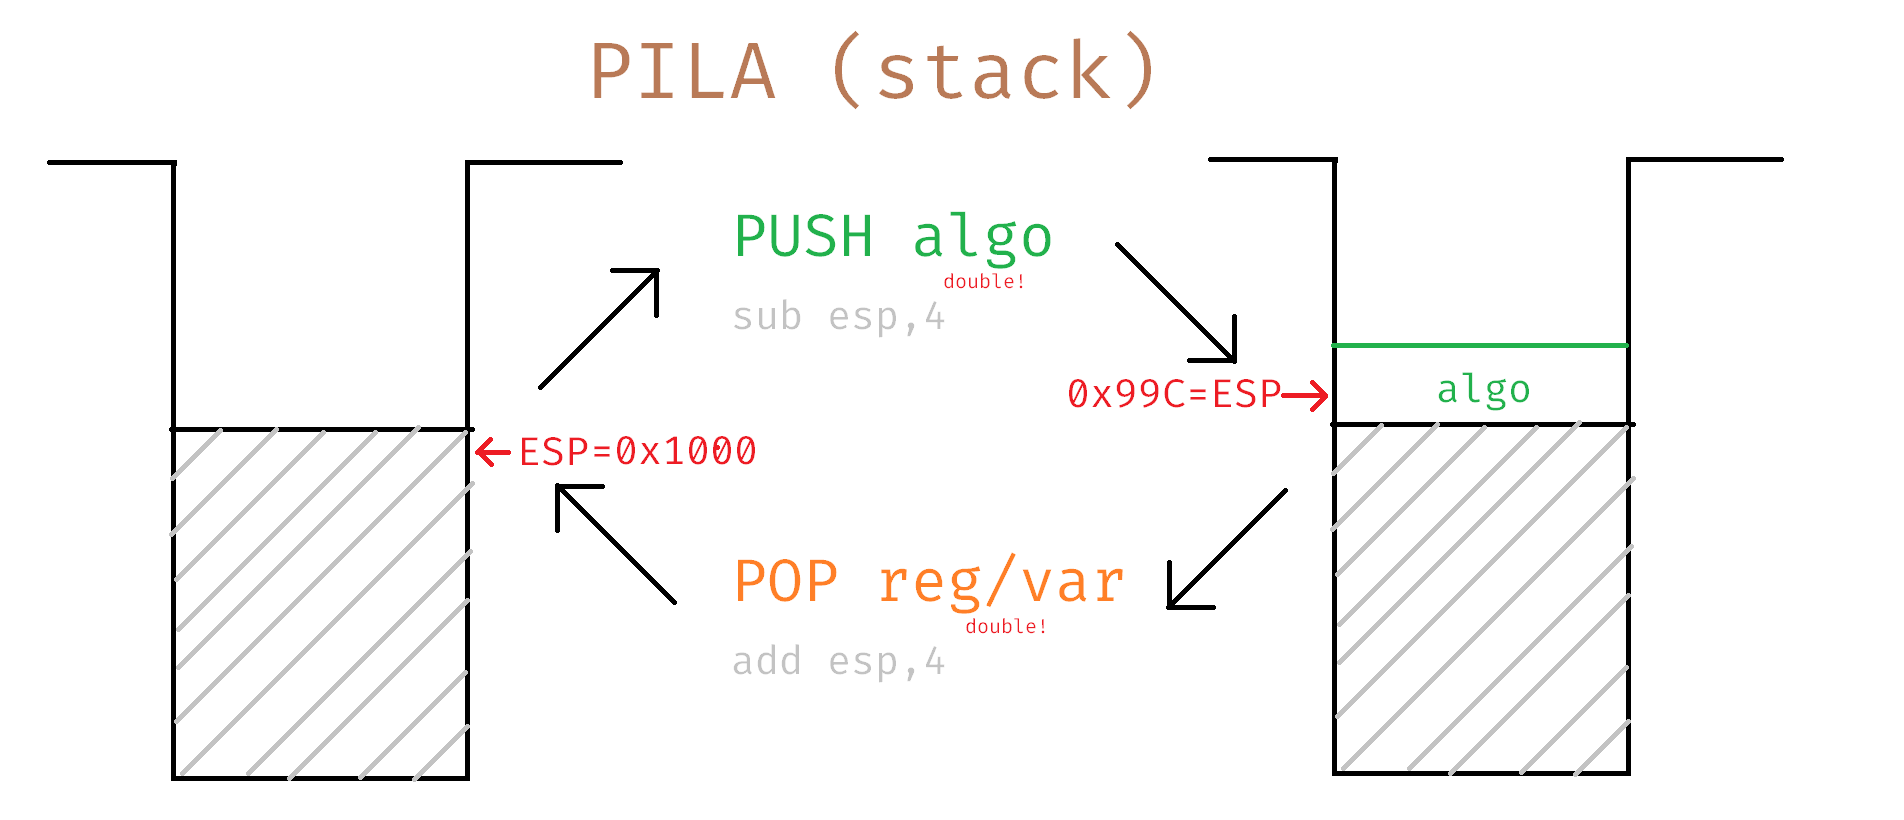 PILA (stack)
PUSH algo
double!
sub esp,4
0x99C=ESP
algo
ESP=0x1000
POP reg/var
double!
add esp,4